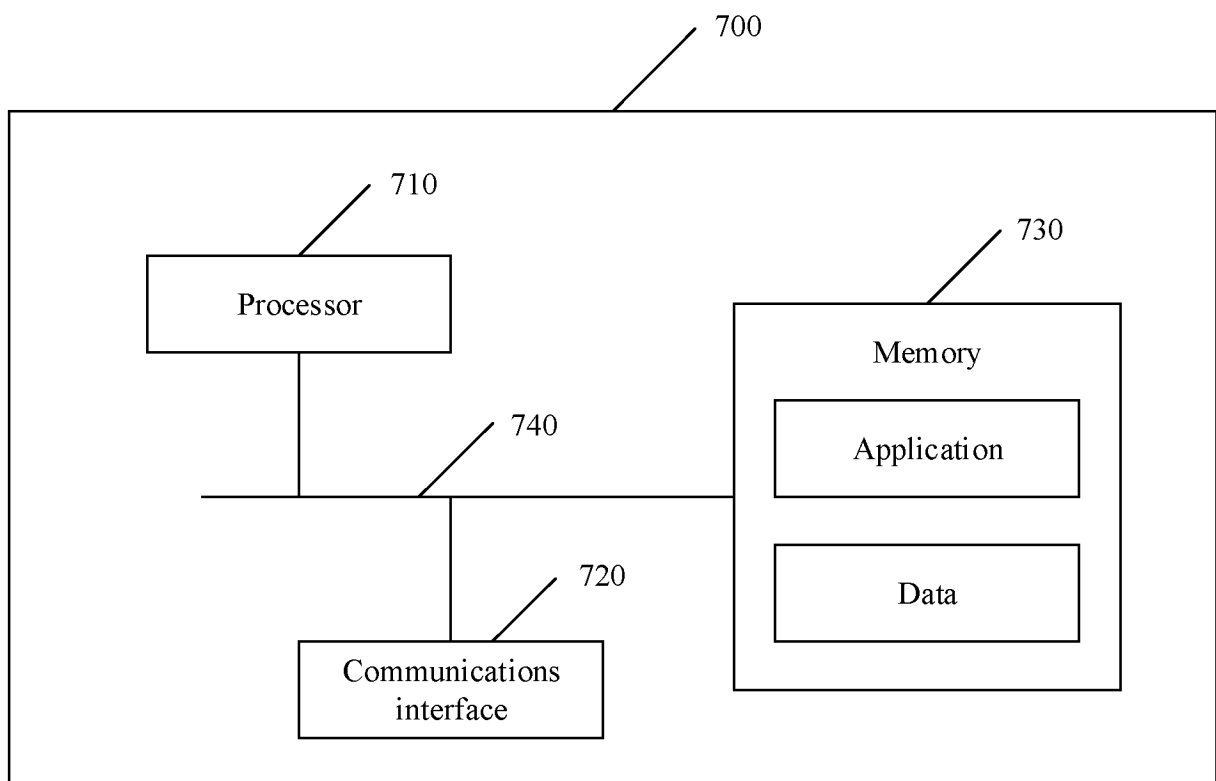 700
710
Processor
730
Memory
740
Application
720
Data
Communications
interface